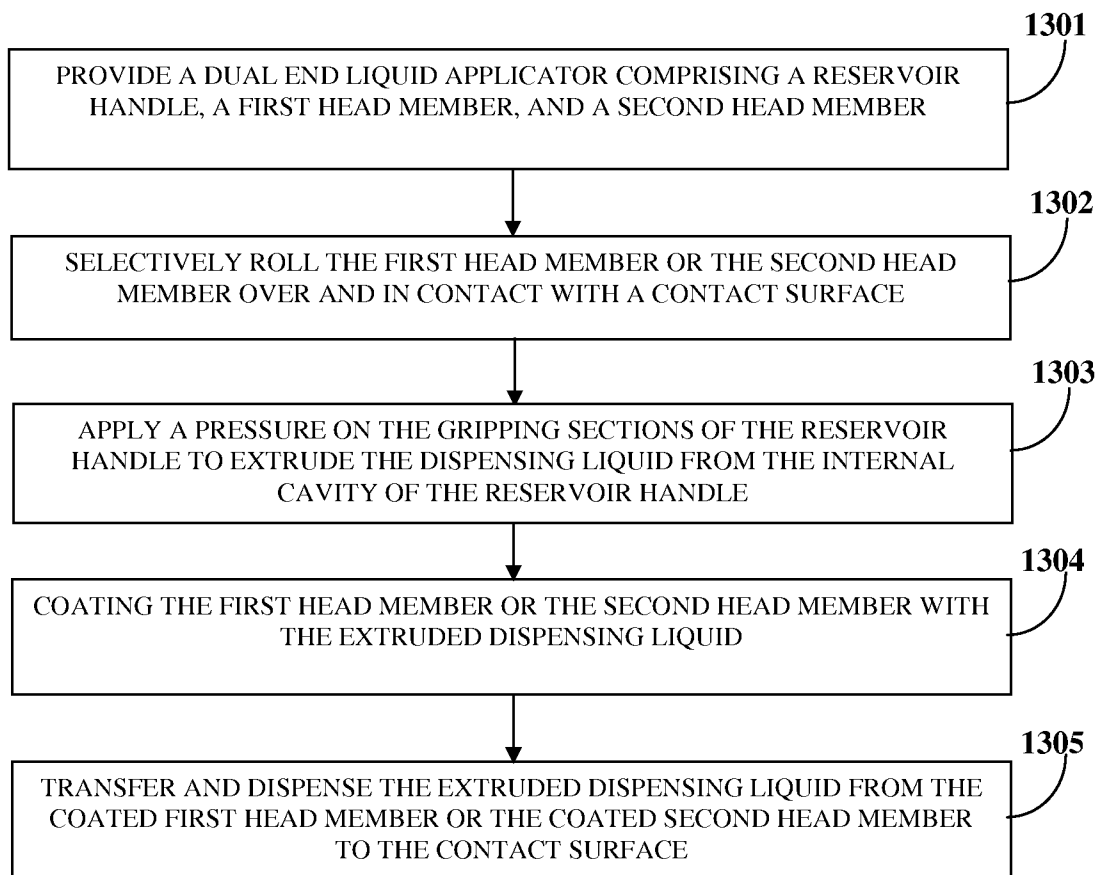 1301
PROVIDE A DUAL END LIQUID APPLICATOR COMPRISING A RESERVOIR
HANDLE, A FIRST HEAD MEMBER, AND A SECOND HEAD MEMBER
1302
SELECTIVELY ROLL THE FIRST HEAD MEMBER OR THE SECOND HEAD
MEMBER OVER AND IN CONTACT WITH A CONTACT SURFACE
1303
APPLY A PRESSURE ON THE GRIPPING SECTIONS OF THE RESERVOIR
HANDLE TO EXTRUDE THE DISPENSING LIQUID FROM THE INTERNAL
CAVITY OF THE RESERVOIR HANDLE
1304
COATING THE FIRST HEAD MEMBER OR THE SECOND HEAD MEMBER WITH
THE EXTRUDED DISPENSING LIQUID
1305
TRANSFER AND DISPENSE THE EXTRUDED DISPENSING LIQUID FROM THE
COATED FIRST HEAD MEMBER OR THE COATED SECOND HEAD MEMBER
TO THE CONTACT SURFACE